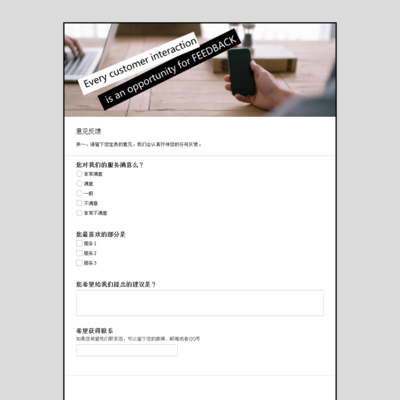 Every customer interaction
is an opportunity for FEEDBACK
意见反馈
亲~，请留下您宝贵的意见，我们会认真对待您的任何反馈。
您对我们的服务满意么？
非常满意
满意
一般
不满意
非常不满意
您最喜欢的部分是
服务1
服务2
服务3
您希望给我们提出的建议是？
希望获得联系
如果您希望我们联系您，可以留下您的微博、邮箱或者QQ号